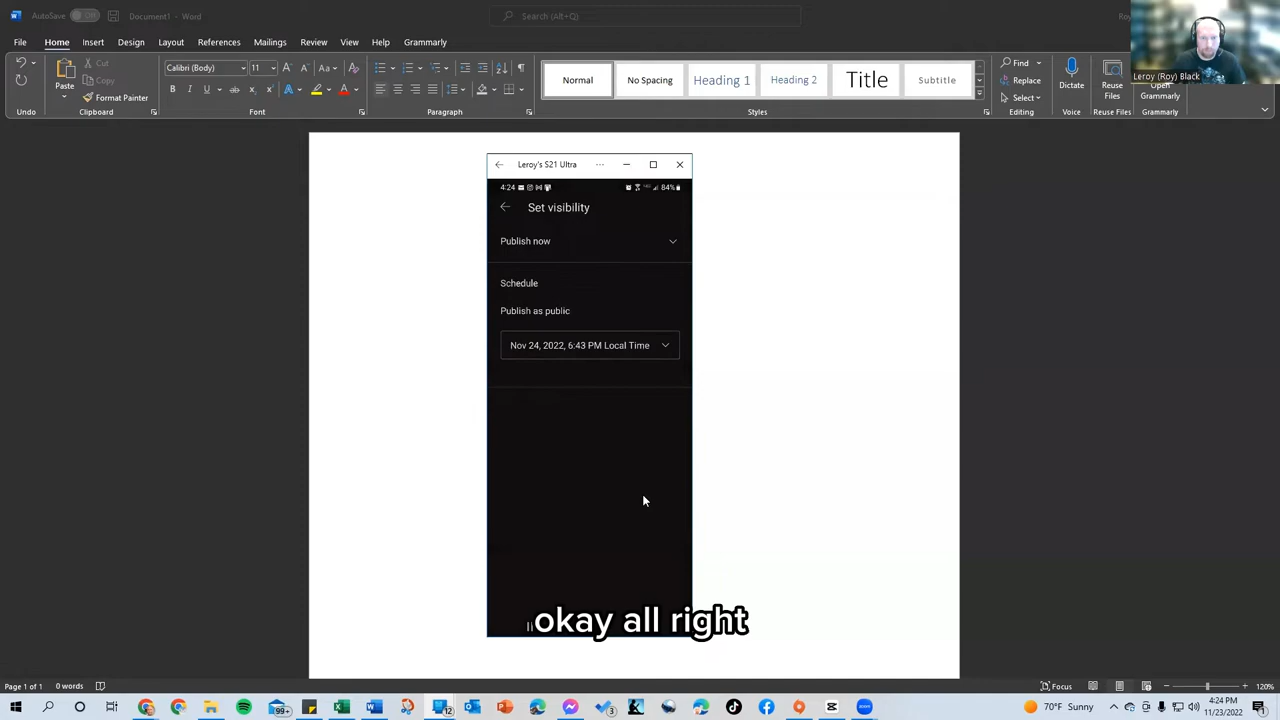 AutoSave
Off
Document1 - Word
Search (Alt+Q)
File
Home
Insert
Design
Layout
References
Mailings
Review
View
Help
Grammarly
Paste
Cut
Copy
Format Painter
Calibri (Body)
11
Normal
No Spacing
Heading 1
Heading 2
Title
Subtitle
Find
Replace
Select
Dictate
Reuse
Files
Open
Grammarly
Undo
Clipboard
Font
Paragraph
Styles
Editing
Voice
Reuse Files
Grammarly
Leroy (Roy) Black
Leroy's S21 Ultra
4:24
84%
Set visibility
Publish now
Schedule
Publish as public
Nov 24, 2022, 6:43 PM Local Time
okay all right
Page 1 of 1
0 words
Focus
120%
99+
12
3
70°F Sunny
4:24 PM
11/23/2022